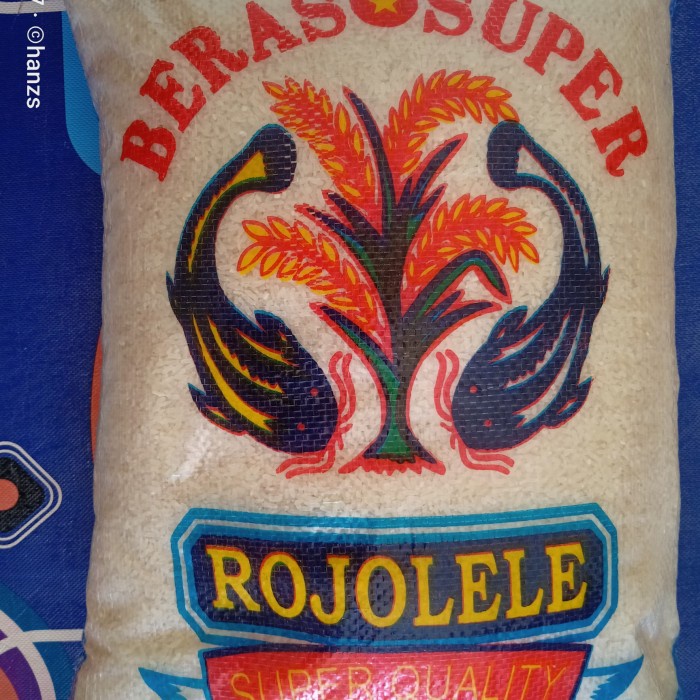 BERAS SUPER
ROJOLELE
SUPER QUALITY
©hanzs